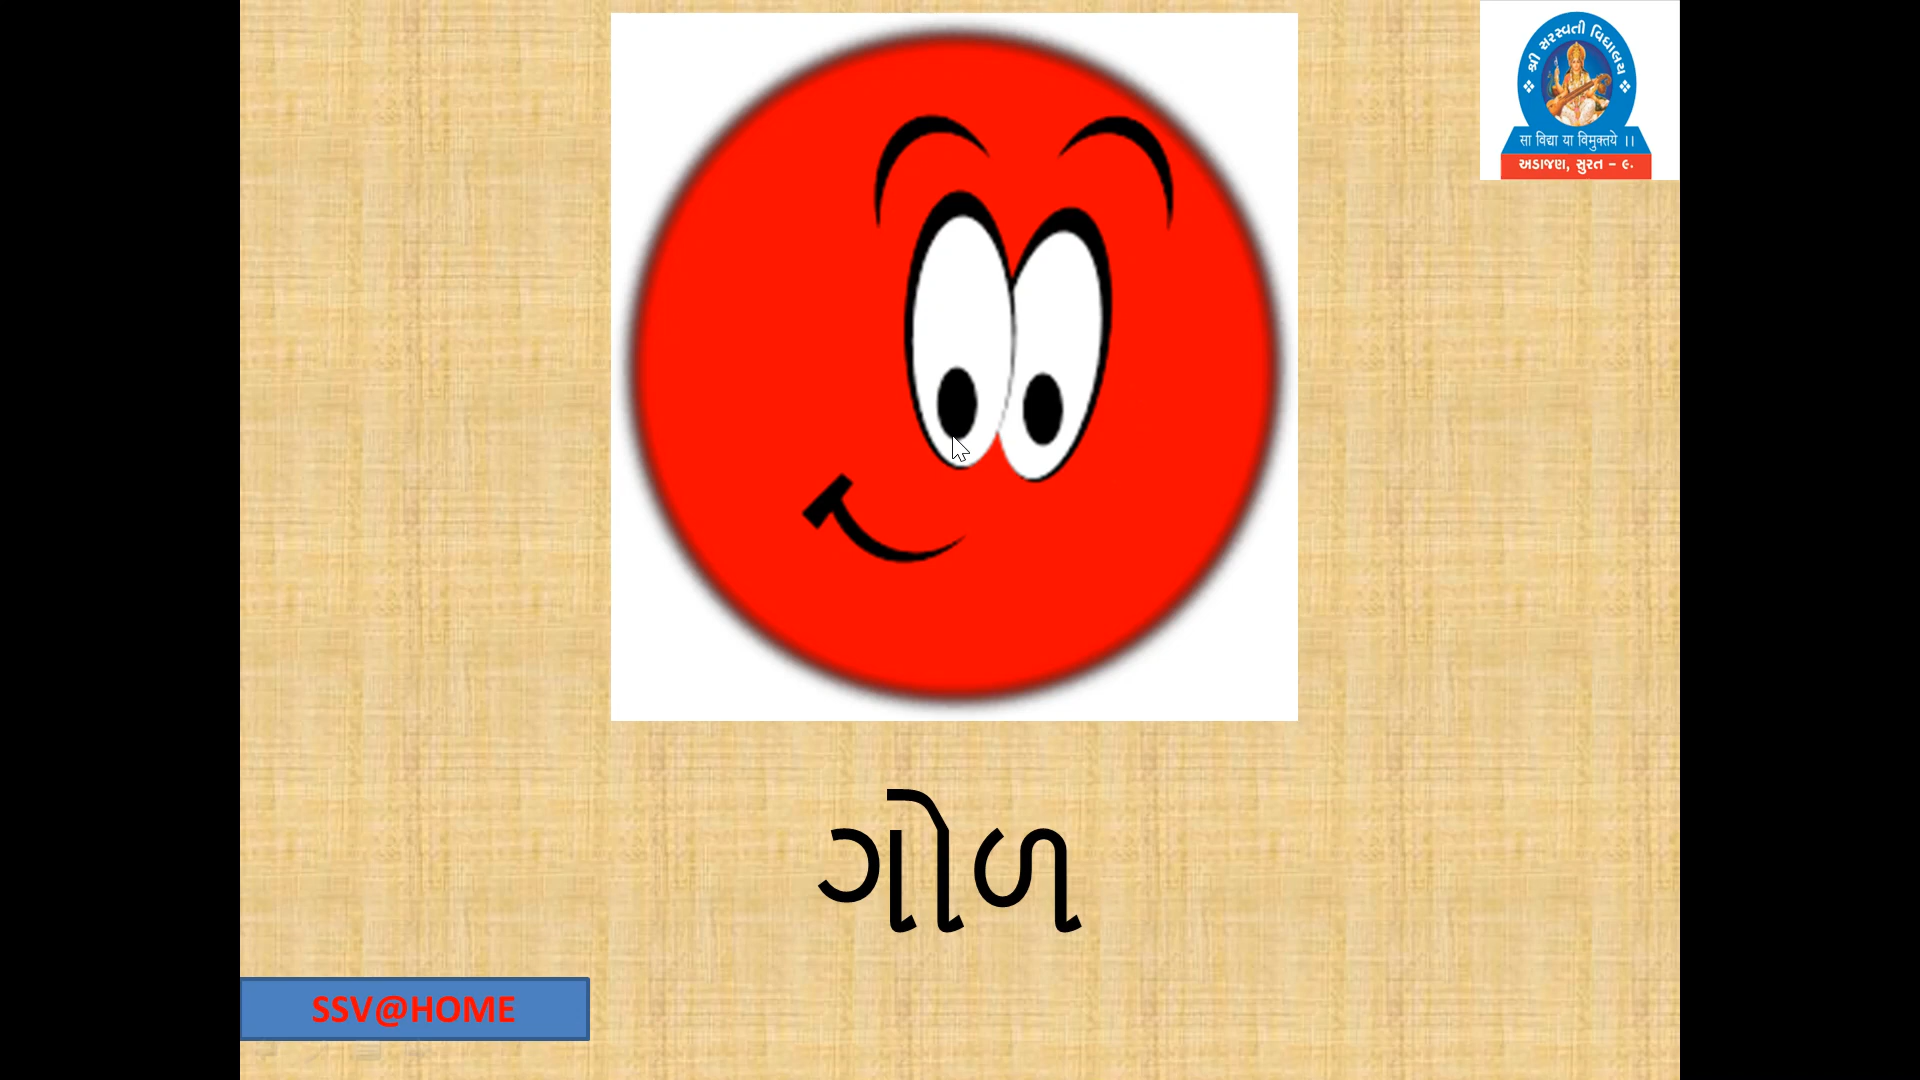 શ્રી સરસ્વતી વિદ્યાલય
सा विद्या या विमुक्तये ।।
અડાજણ, સુરત - ૯.
ગોળ
SSV@HOME